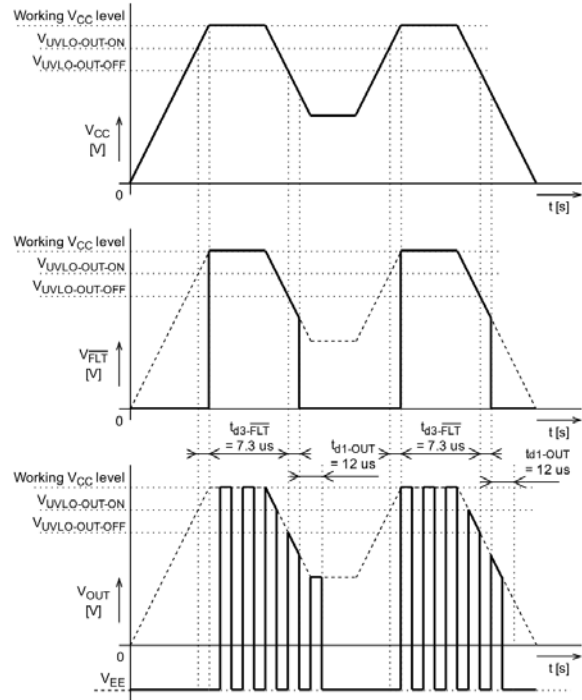 Working VCC level
VUVLO-OUT-ON
VUVLO-OUT-OFF
VCC
[V]
0
t [s]
Working VCC level
VUVLO-OUT-ON
VUVLO-OUT-OFF
VFLT
[V]
0
t [s]
td3-FLT
= 7.3 us
td1-OUT
= 12 us
td3-FLT
= 7.3 us
td1-OUT
= 12 us
Working VCC level
VUVLO-OUT-ON
VUVLO-OUT-OFF
VOUT
[V]
0
t [s]
VEE